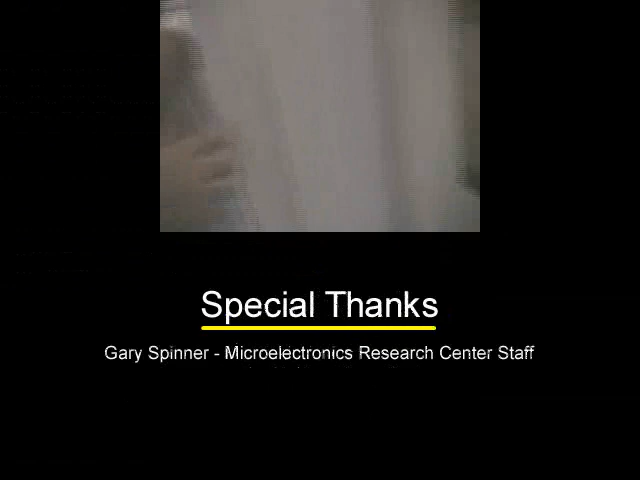 Special Thanks
Gary Spinner - Microelectronics Research Center Staff